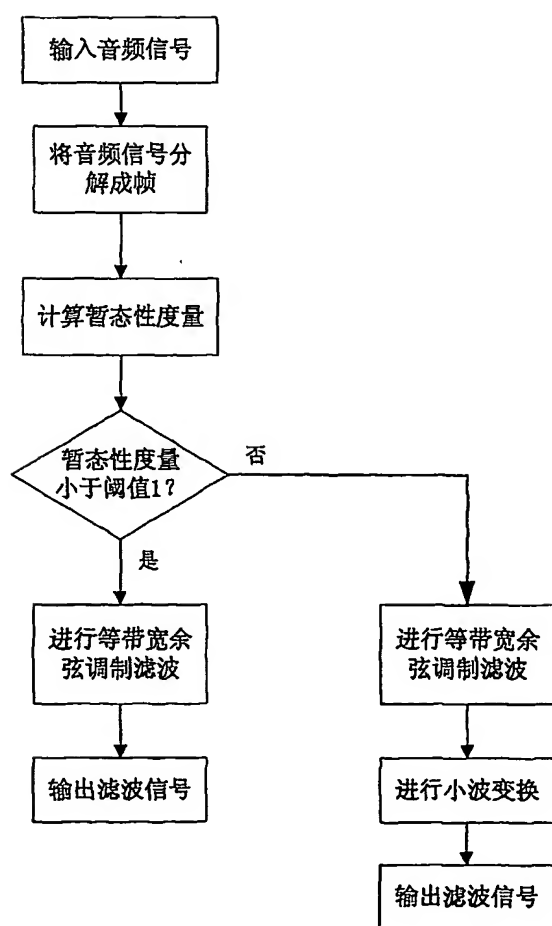 输入音频信号
将音频信号分
解成帧
计算暂态性度量
暂态性度量
小于阈值1？
否
是
进行等带宽余
弦调制滤波
输出滤波信号
进行等带宽余
弦调制滤波
进行小波变换
输出滤波信号